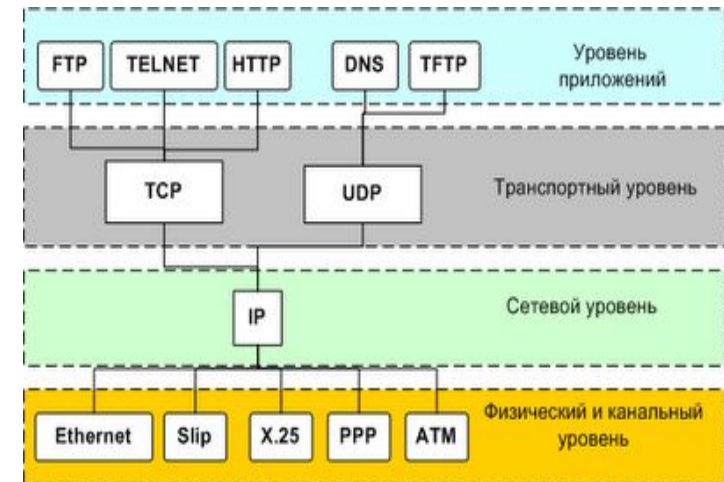 FTP TELNET HTTP DNS TFTP
Уровень
приложений
TCP UDP
Транспортный уровень
IP
Сетевой уровень
Ethernet Slip X.25 PPP ATM
Физический и канальный
уровень